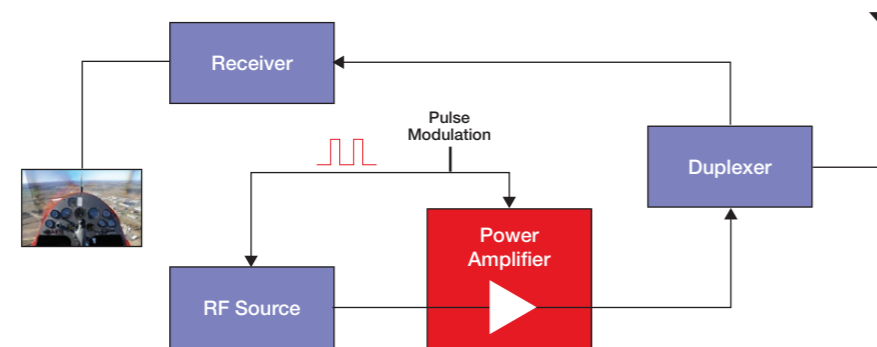 Receiver
Pulse
Modulation
Duplexer
Power
Amplifier
RF Source